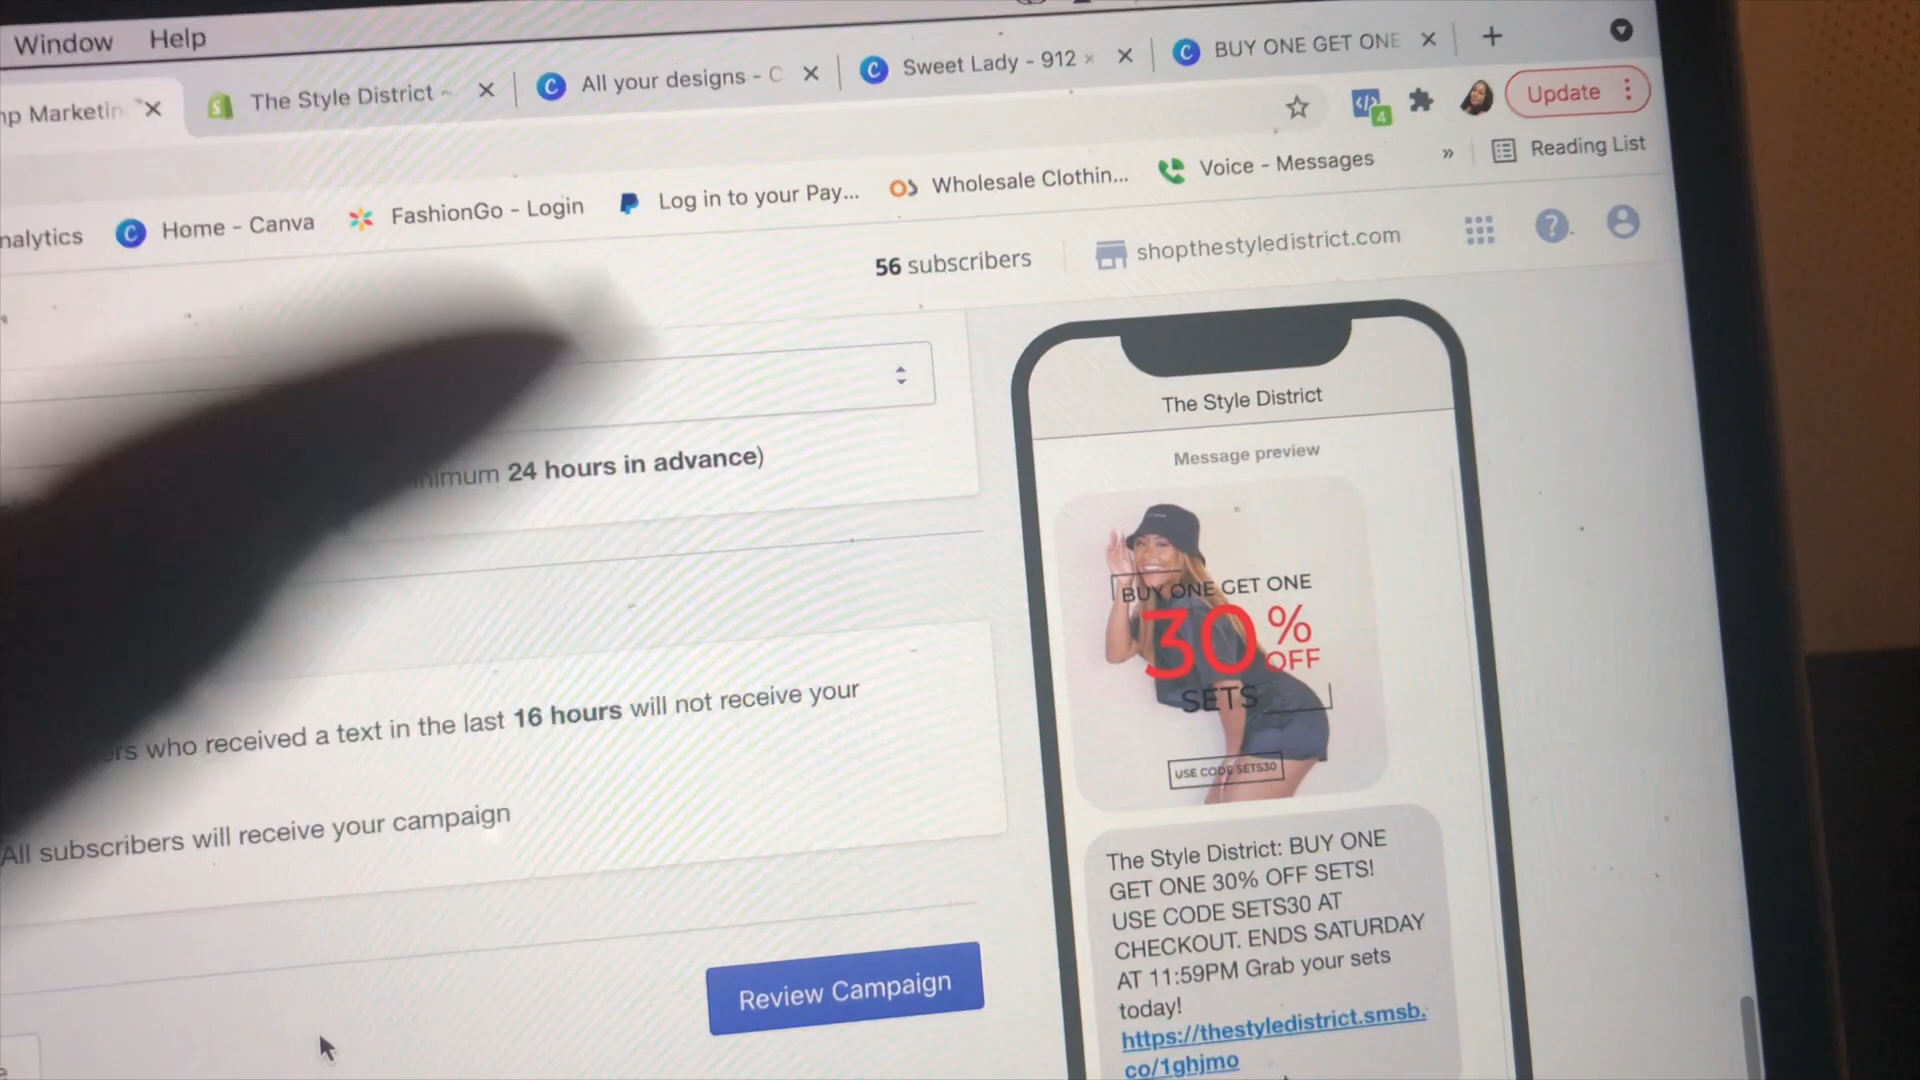 Window Help
Marketin
The Style District
All your designs - C
Sweet Lady - 912
BUY ONE GET ONE
Update
nalytics
Home - Canva
FashionGo - Login
Log in to your Pay...
Wholesale Clothin...
Voice - Messages
»
Reading List
56 subscribers
shopthestyledistrict.com
nimum 24 hours in advance)
who received a text in the last 16 hours will not receive your
All subscribers will receive your campaign
Review Campaign
The Style District
Message preview
BUY ONE GET ONE
30%
OFF
SETS
USE CODE SETS30
The Style District: BUY ONE
GET ONE 30% OFF SETS!
USE CODE SETS30 AT
CHECKOUT. ENDS SATURDAY
AT 11:59PM Grab your sets
today!
https://thestyledistrict.smsb.
co/1ghjmo